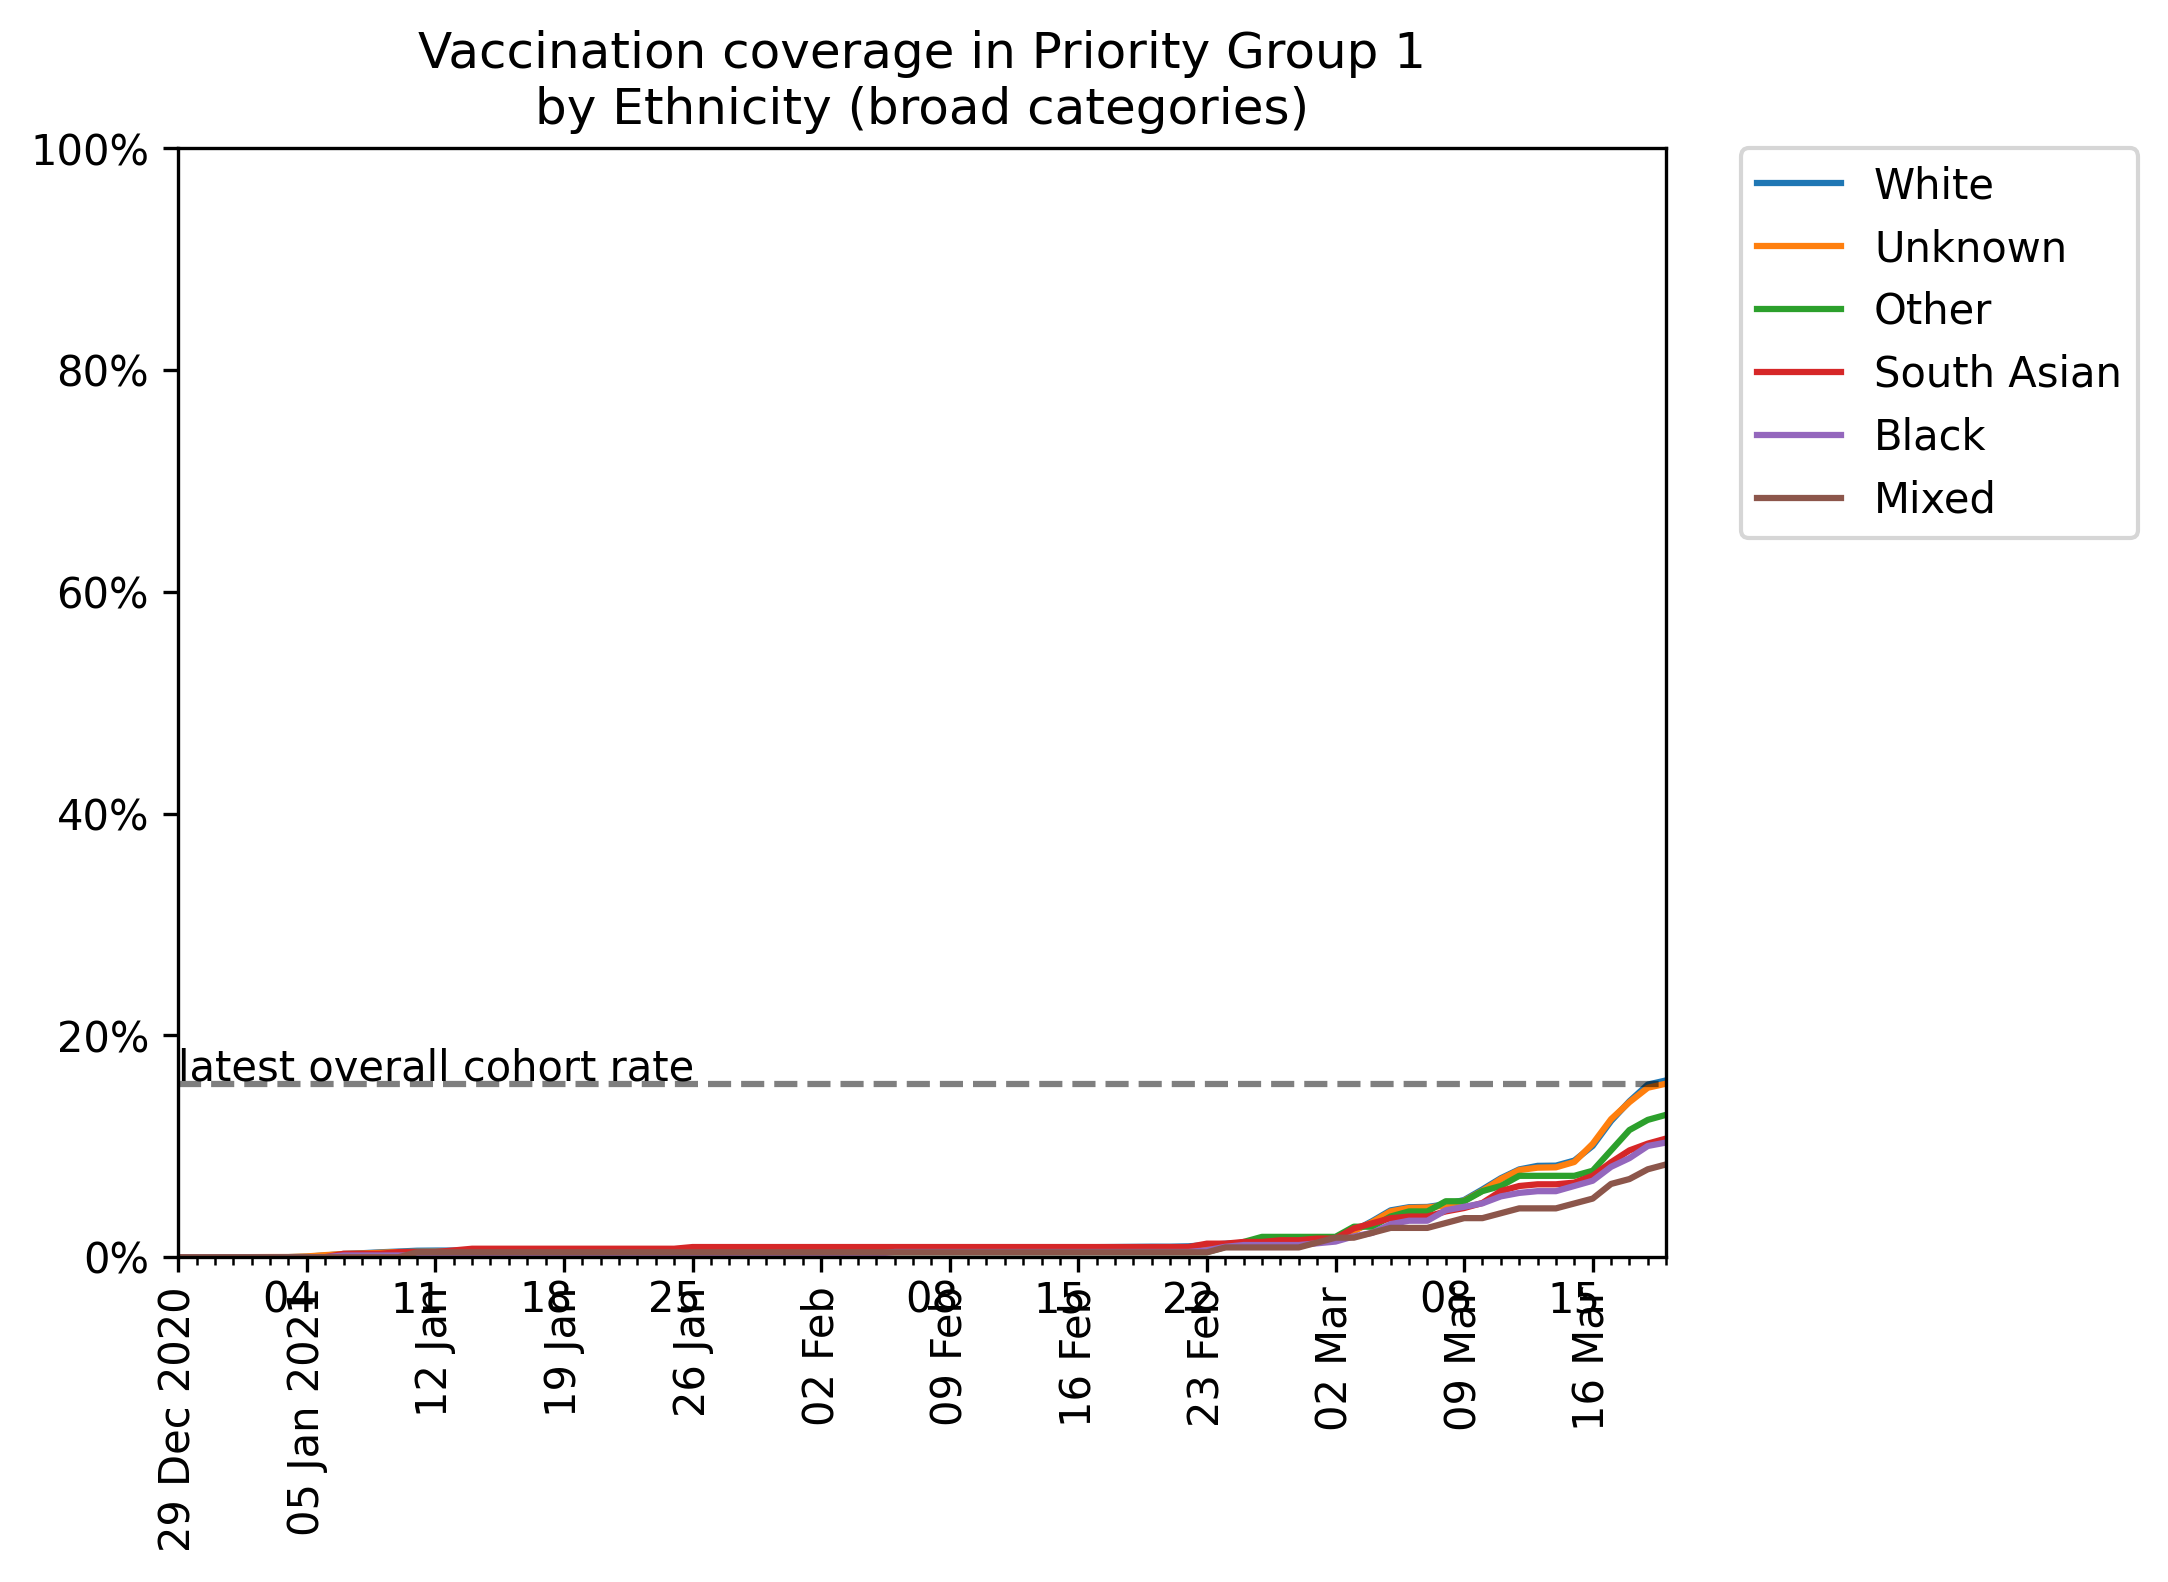 Vaccination coverage in Priority Group 1
by Ethnicity (broad categories)
100%
80%
60%
40%
20%
0%
latest overall cohort rate
White
Unknown
Other
South Asian
Black
Mixed
04
11
18
25
08
15
22
08
15
29 Dec 2020
05 Jan 2021
12 Jan
19 Jan
26 Jan
02 Feb
09 Feb
16 Feb
23 Feb
02 Mar
09 Mar
16 Mar